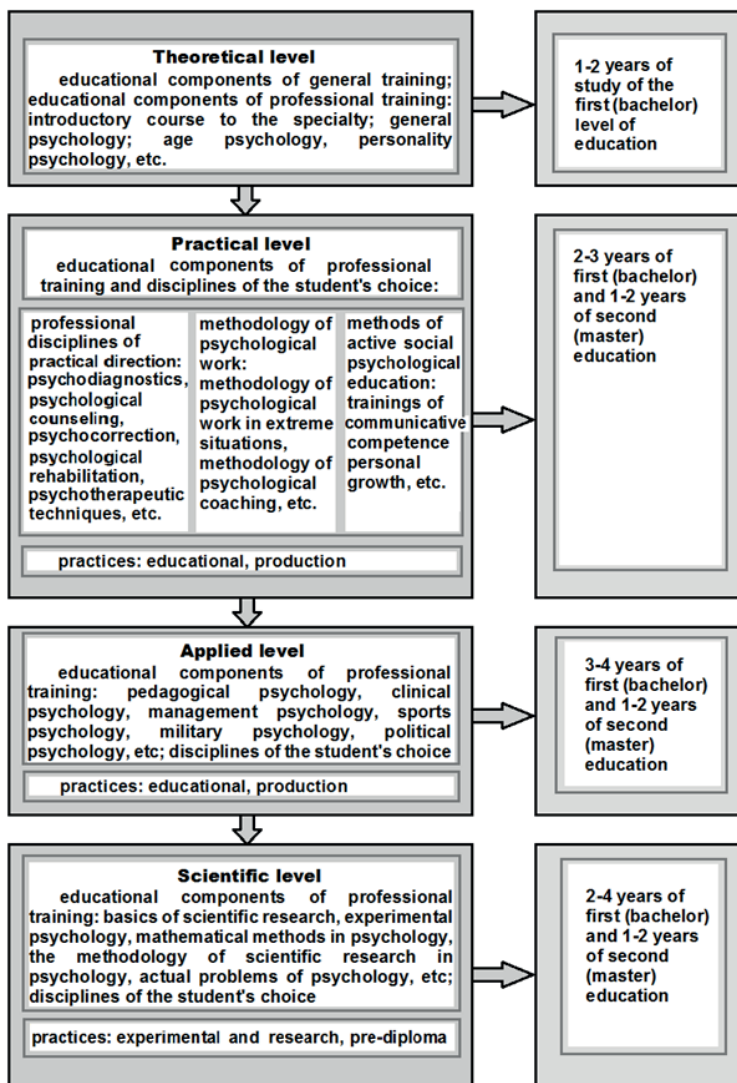 Theoretical level
educational components of general training;
educational components of professional training:
introductory course to the specialty; general
psychology; age psychology, personality
psychology, etc.
1-2 years of
study of the
first (bachelor)
level of
education
Practical level
educational components of professional
training and disciplines of the student's choice:
professional
disciplines of
practical direction:
psychodiagnostics,
psychological
counseling,
psychocorrection,
psychological
rehabilitation,
psychotherapeutic
techniques, etc.
methodology of
psychological
work:
methodology of
psychological
work in extreme
situations,
methodology of
psychological
coaching, etc.
methods of
active social
psychological
education:
trainings of
communicative
competence
personal
growth, etc.
practices: educational, production
2-3 years of
first (bachelor)
and 1-2 years
of second
(master)
education
Applied level
educational components of professional
training: pedagogical psychology, clinical
psychology, management psychology, sports
psychology, military psychology, political
psychology, etc; disciplines of the student's choice
practices: educational, production
3-4 years of
first (bachelor)
and 1-2 years
of second
(master)
education
Scientific level
educational components of professional
training: basics of scientific research, experimental
psychology, mathematical methods in psychology,
the methodology of scientific research in
psychology, actual problems of psychology, etc;
disciplines of the student's choice
practices: experimental and research, pre-diploma
2-4 years of
first (bachelor)
and 1-2 years
of second
(master)
education